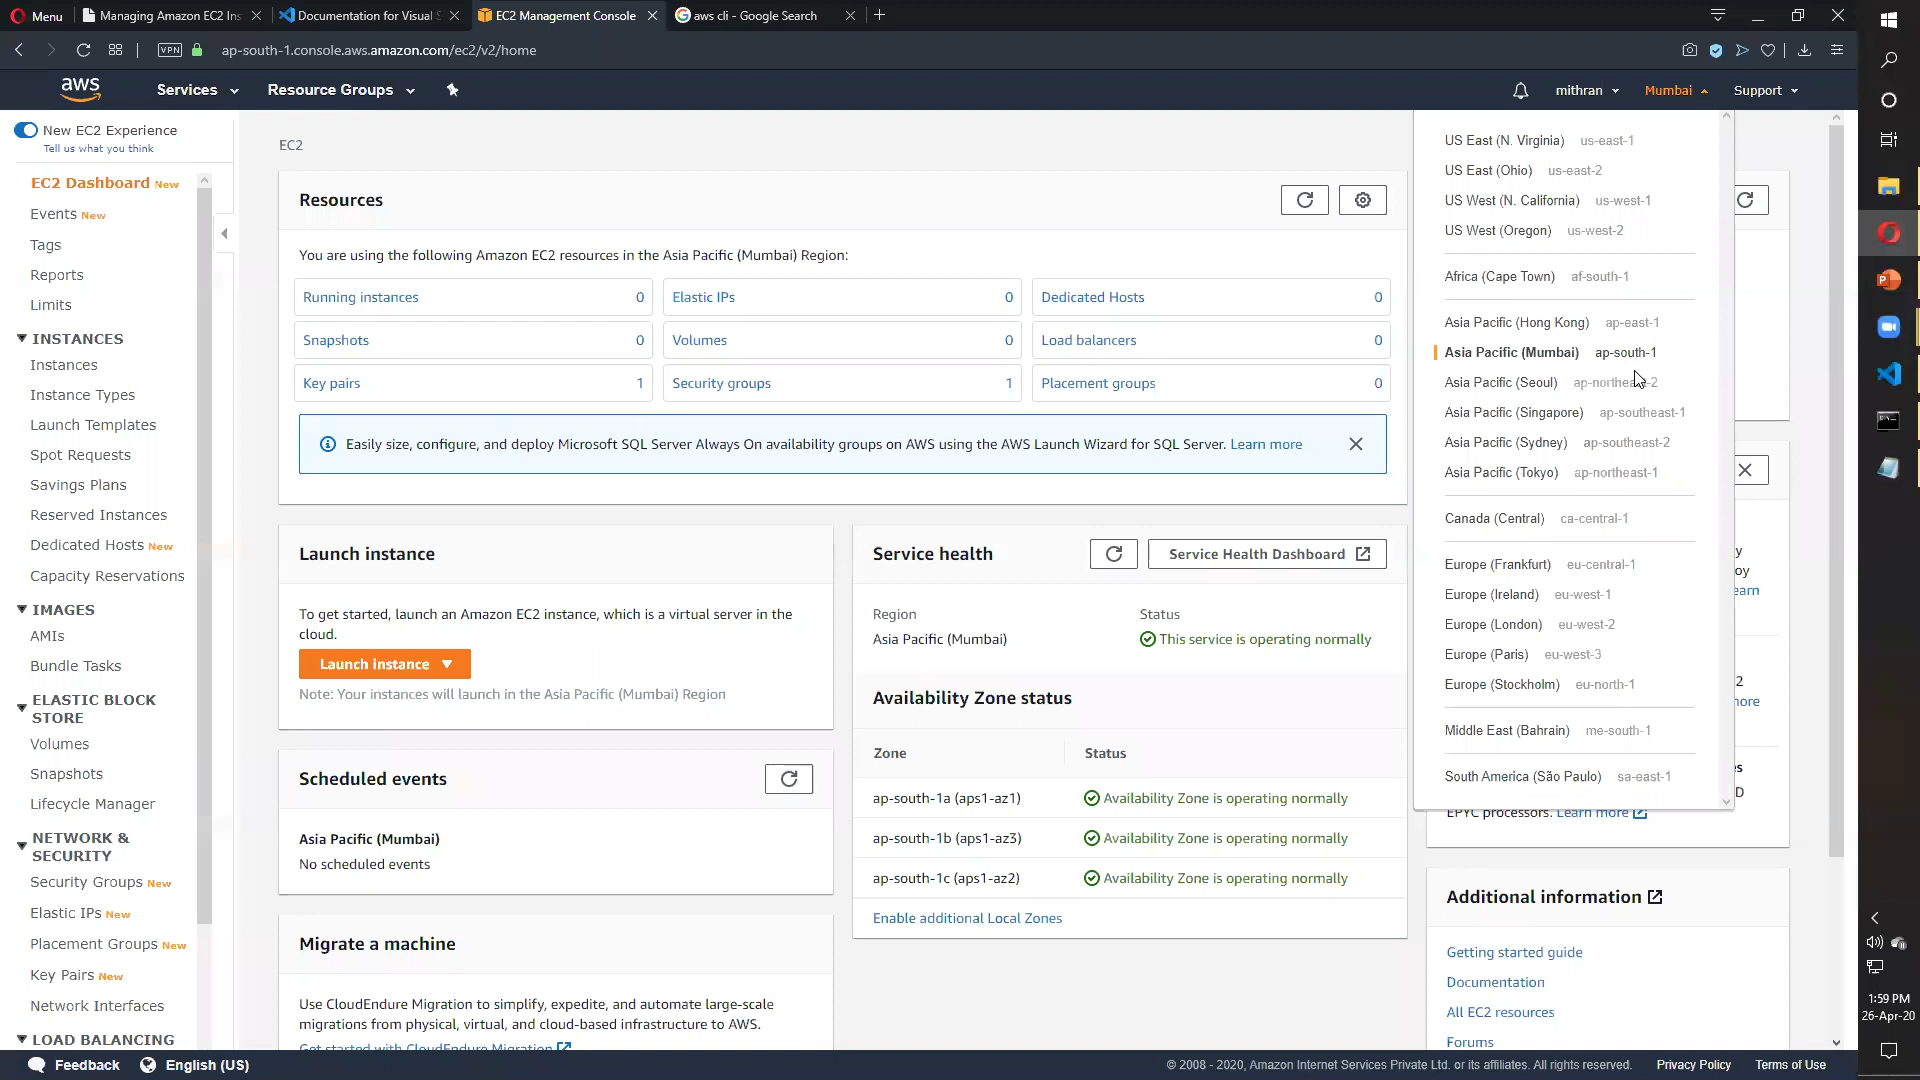 Menu
Managing Amazon EC2 Ins
Documentation for Visual S
EC2 Management Console
aws cli - Google Search
VPN
ap-south-1.console.aws.amazon.com/ec2/v2/home
aws
Services
Resource Groups
mithran
Mumbai
Support
New EC2 Experience
Tell us what you think
EC2 Dashboard New
Events New
Tags
Reports
Limits
INSTANCES
Instances
Instance Types
Launch Templates
Spot Requests
Savings Plans
Reserved Instances
Dedicated Hosts New
Capacity Reservations
IMAGES
AMIs
Bundle Tasks
ELASTIC BLOCK
STORE
Volumes
Snapshots
Lifecycle Manager
NETWORK &
SECURITY
Security Groups New
Elastic IPs New
Placement Groups New
Key Pairs New
Network Interfaces
LOAD BALANCING
EC2
Resources
You are using the following Amazon EC2 resources in the Asia Pacific (Mumbai) Region:
Running instances 0
Elastic IPs 0
Dedicated Hosts 0
Snapshots 0
Volumes 0
Load balancers 0
Key pairs 1
Security groups 1
Placement groups 0
Easily size, configure, and deploy Microsoft SQL Server Always On availability groups on AWS using the AWS Launch Wizard for SQL Server. Learn more
Launch instance
To get started, launch an Amazon EC2 instance, which is a virtual server in the
cloud.
Launch instance
Note: Your instances will launch in the Asia Pacific (Mumbai) Region
Scheduled events
Asia Pacific (Mumbai)
No scheduled events
Migrate a machine
Use CloudEndure Migration to simplify, expedite, and automate large-scale
migrations from physical, virtual, and cloud-based infrastructure to AWS.
Get started with CloudEndure Migration
Service health
Service Health Dashboard
Region
Status
Asia Pacific (Mumbai)
This service is operating normally
Availability Zone status
Zone
Status
ap-south-1a (aps1-az1)
Availability Zone is operating normally
ap-south-1b (aps1-az3)
Availability Zone is operating normally
ap-south-1c (aps1-az2)
Availability Zone is operating normally
Enable additional Local Zones
US East (N. Virginia) us-east-1
US East (Ohio) us-east-2
US West (N. California) us-west-1
US West (Oregon) us-west-2
Africa (Cape Town) af-south-1
Asia Pacific (Hong Kong) ap-east-1
Asia Pacific (Mumbai) ap-south-1
Asia Pacific (Seoul) ap-northeast-2
Asia Pacific (Singapore) ap-southeast-1
Asia Pacific (Sydney) ap-southeast-2
Asia Pacific (Tokyo) ap-northeast-1
Canada (Central) ca-central-1
Europe (Frankfurt) eu-central-1
Europe (Ireland) eu-west-1
Europe (London) eu-west-2
Europe (Paris) eu-west-3
Europe (Stockholm) eu-north-1
Middle East (Bahrain) me-south-1
South America (São Paulo) sa-east-1
y
oy
earn
2
ore
s
D
EPYC processors. Learn more
Additional information
Getting started guide
Documentation
All EC2 resources
Forums
1:59 PM
26-Apr-20
Feedback
English (US)
© 2008 - 2020, Amazon Internet Services Private Ltd. or its affiliates. All rights reserved.
Privacy Policy
Terms of Use